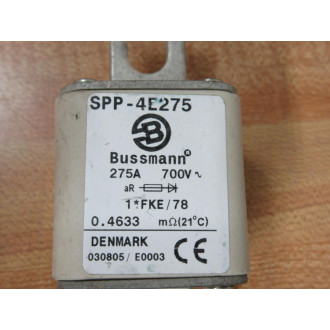 SPP-4E275
B
Bussmann®
275A 700V~
aR
1*FKE/78
0.4633 mΩ(21°C)
DENMARK
030805/ E0003 CE